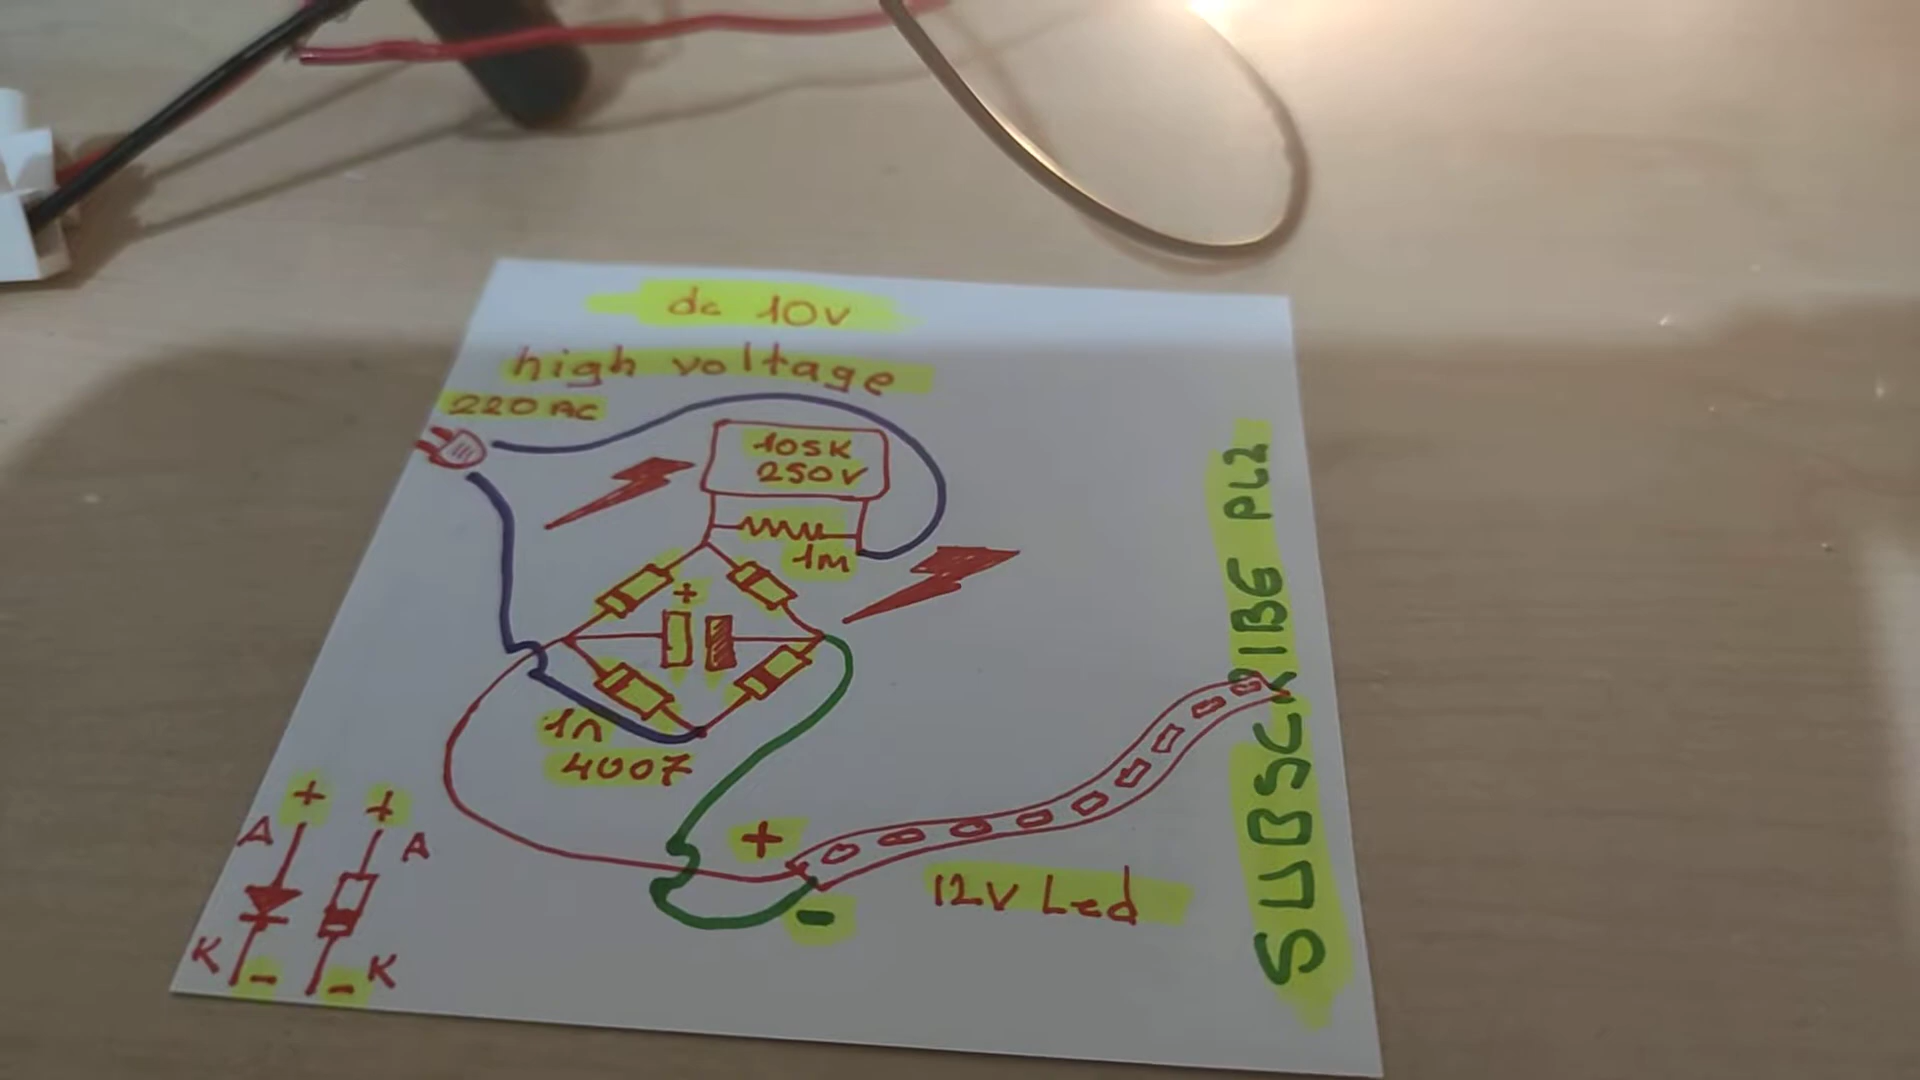 dc 10v
high voltage
220 AC
105K
250V
1M
+
1n
4007
+
-
12V Led
+
+
A
A
K
K
-
-
SUBSCRIBE PLZ